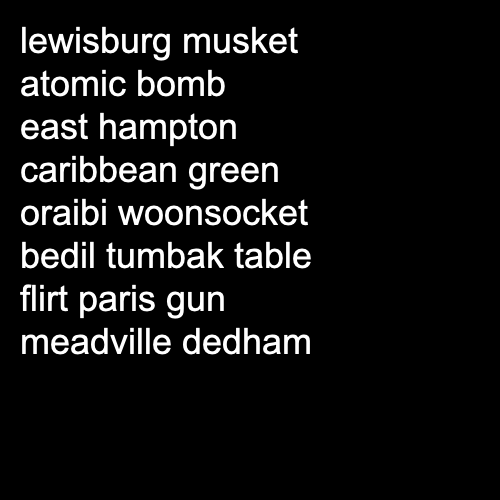 lewisburg musket
atomic bomb
east hampton
caribbean green
oraibi woonsocket
bedil tumbak table
flirt paris gun
meadville dedham